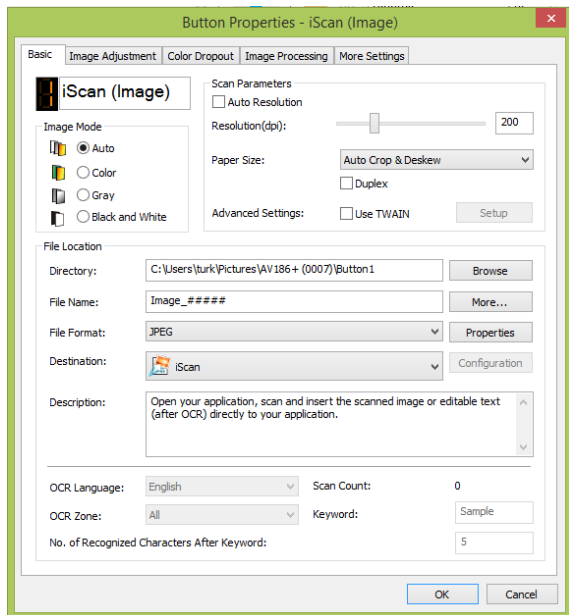 Button Properties - iScan (Image)
Basic Image Adjustment Color Dropout Image Processing More Settings
1 iScan (Image)
Image Mode
Auto
Color
Gray
Black and White
Scan Parameters
Auto Resolution
Resolution(dpi): 200
Paper Size: Auto Crop & Deskew
Duplex
Advanced Settings: Use TWAIN Setup
File Location
Directory: C:\Users\turk\Pictures\AV186+ (0007)\Button1 Browse
File Name: Image_##### More...
File Format: JPEG Properties
Destination: iScan Configuration
Description: Open your application, scan and insert the scanned image or editable text
(after OCR) directly to your application.
OCR Language: English Scan Count: 0
OCR Zone: All Keyword: Sample
No. of Recognized Characters After Keyword: 5
OK Cancel